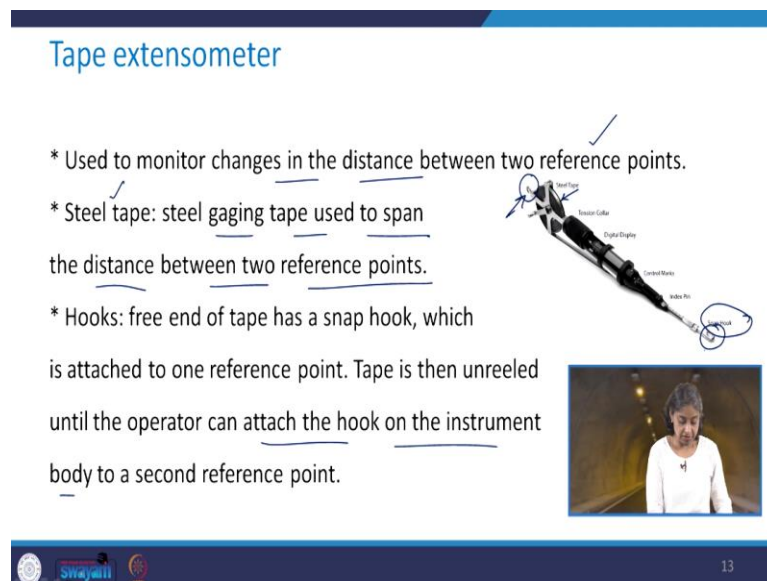 Tape extensometer
* Used to monitor changes in the distance between two reference points.
* Steel tape: steel gaging tape used to span
the distance between two reference points.
* Hooks: free end of tape has a snap hook, which
is attached to one reference point. Tape is then unreeled
until the operator can attach the hook on the instrument
body to a second reference point.
Steel Tape
Tension Collar
Digital Display
Control Marks
Index Pin
Snap Hook
swayam
13